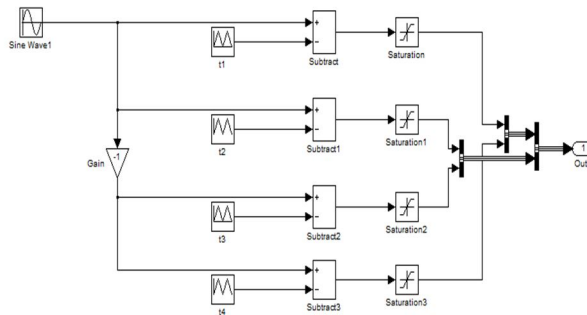 Sine Wave1
t1
+
−
Subtract
Saturation
t2
+
−
Subtract1
Saturation1
-1
Gain
1
Out
t3
+
−
Subtract2
Saturation2
t4
+
−
Subtract3
Saturation3